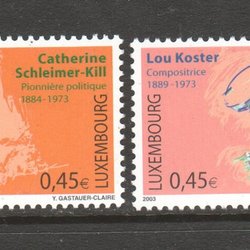 Catherine
Schleimer-Kill
Pionnière politique
1884-1973
LUXEMBOURG
0,45€
Y. GASTAUER-CLAIRE
Lou Koster
Compositrice
1889-1973
LUXEMBOURG
0,45€
2003